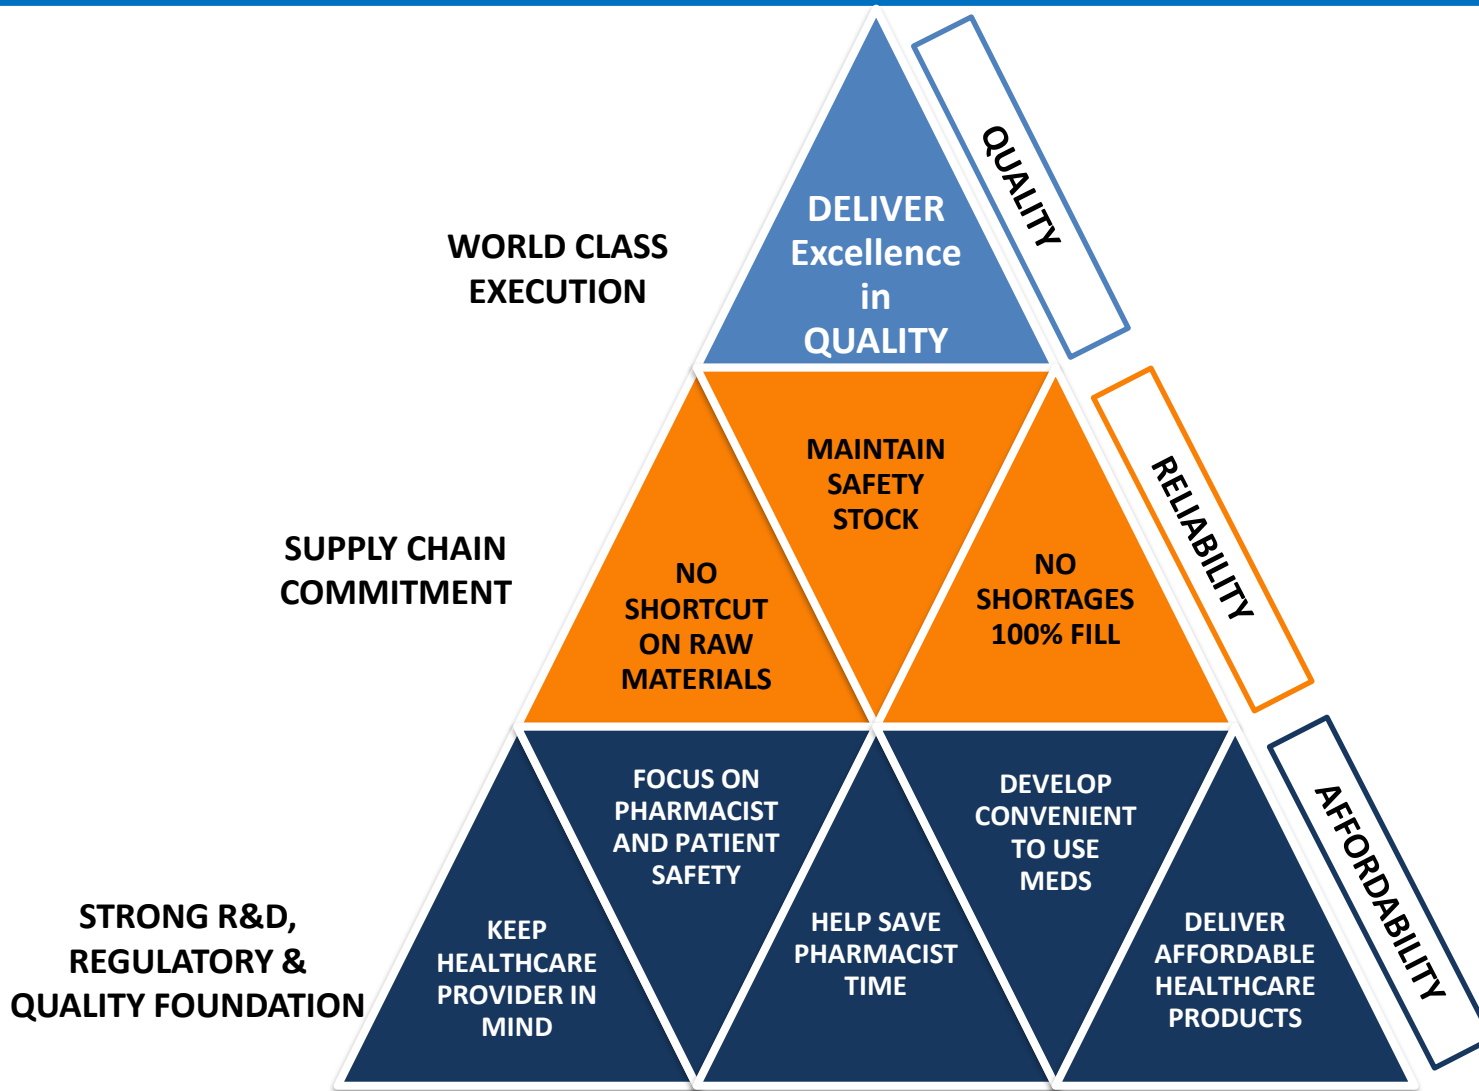 WORLD CLASS
EXECUTION
DELIVER
Excellence
in
QUALITY
QUALITY
SUPPLY CHAIN
COMMITMENT
NO
SHORTCUT
ON RAW
MATERIALS
MAINTAIN
SAFETY
STOCK
NO
SHORTAGES
100% FILL
RELIABILITY
STRONG R&D,
REGULATORY &
QUALITY FOUNDATION
KEEP
HEALTHCARE
PROVIDER IN
MIND
FOCUS ON
PHARMACIST
AND PATIENT
SAFETY
HELP SAVE
PHARMACIST
TIME
DEVELOP
CONVENIENT
TO USE
MEDS
DELIVER
AFFORDABLE
HEALTHCARE
PRODUCTS
AFFORDABILITY